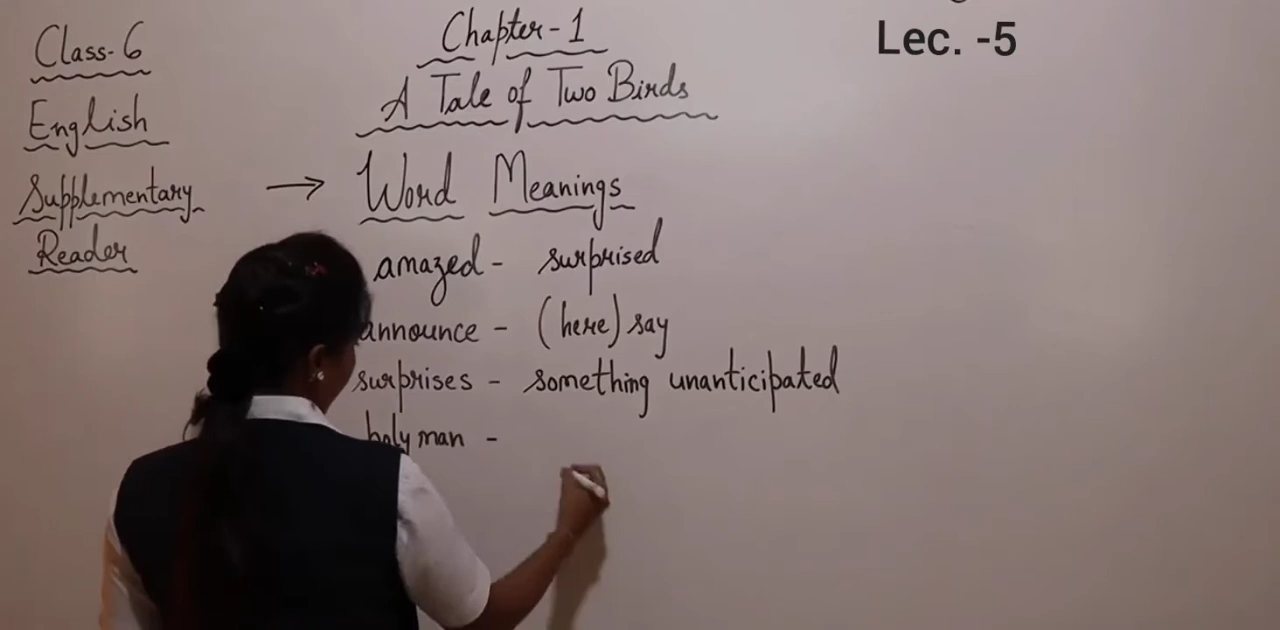 Class-6
English
Supplementary
Reader
Chapter-1
A Tale of Two Birds
→ Word Meanings
amazed - surprised
announce - (here) say
surprises - something unanticipated
holy man -
Lec. -5